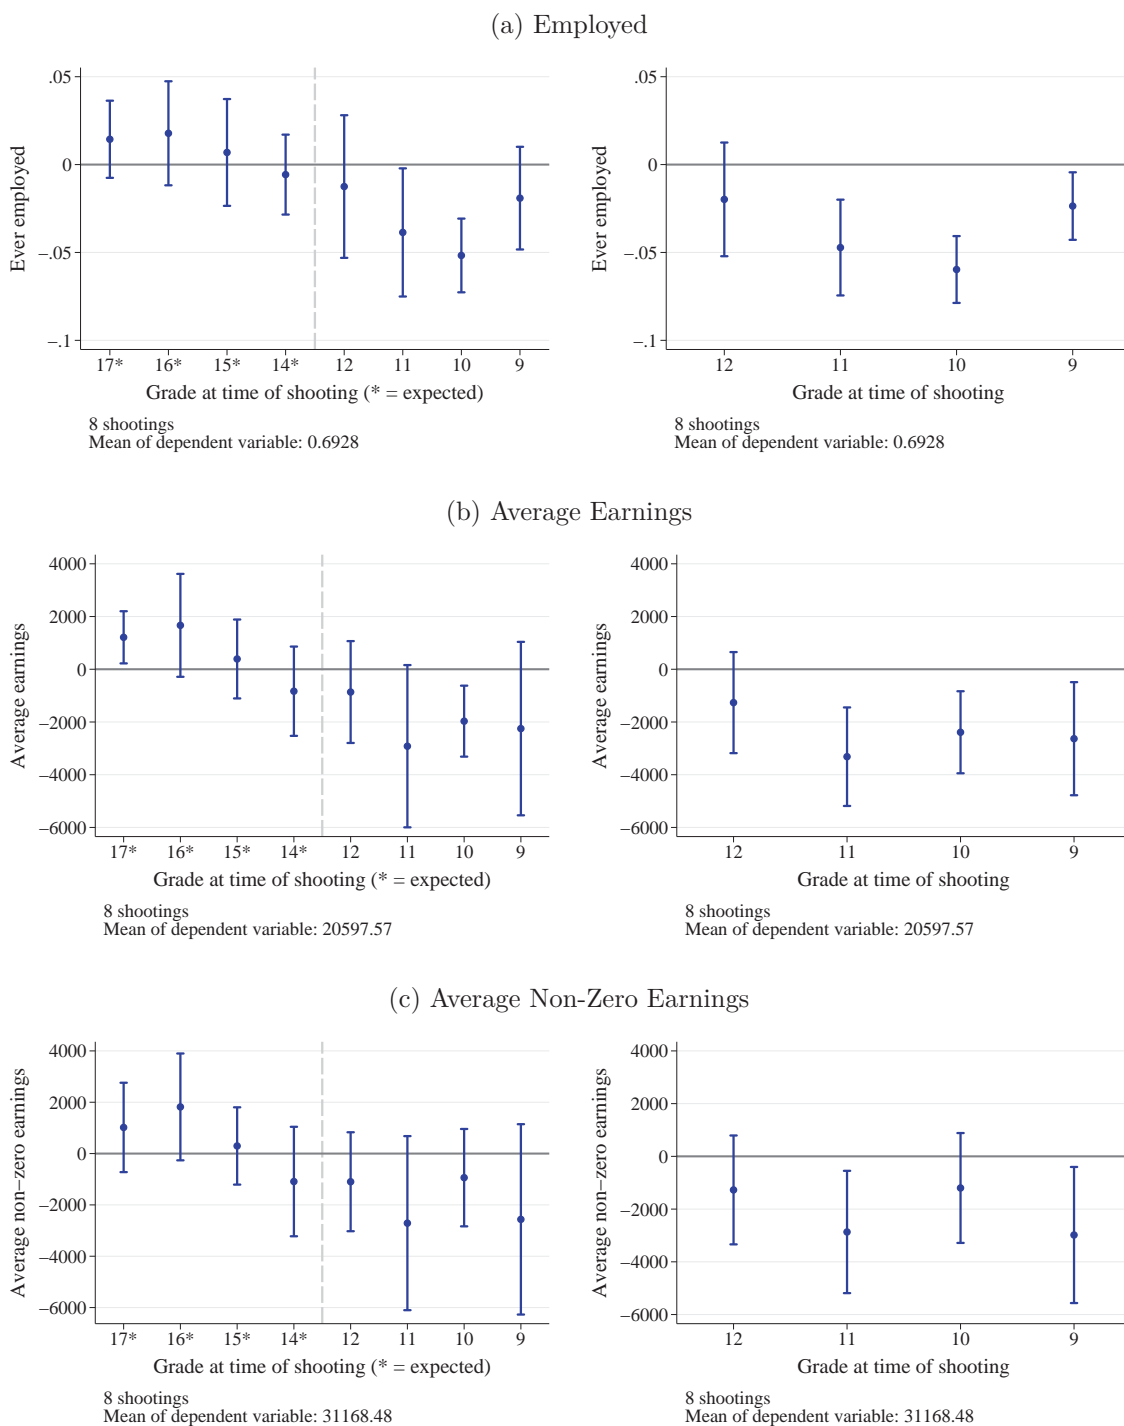 (a) Employed
.05
0
−.05
−.1
Ever employed
17* 16* 15* 14* 12 11 10 9
Grade at time of shooting (* = expected)
8 shootings
Mean of dependent variable: 0.6928
.05
0
−.05
−.1
Ever employed
12 11 10 9
Grade at time of shooting
8 shootings
Mean of dependent variable: 0.6928
(b) Average Earnings
4000
2000
0
−2000
−4000
−6000
Average earnings
17* 16* 15* 14* 12 11 10 9
Grade at time of shooting (* = expected)
8 shootings
Mean of dependent variable: 20597.57
4000
2000
0
−2000
−4000
−6000
Average earnings
12 11 10 9
Grade at time of shooting
8 shootings
Mean of dependent variable: 20597.57
(c) Average Non-Zero Earnings
4000
2000
0
−2000
−4000
−6000
Average non−zero earnings
17* 16* 15* 14* 12 11 10 9
Grade at time of shooting (* = expected)
8 shootings
Mean of dependent variable: 31168.48
4000
2000
0
−2000
−4000
−6000
Average non−zero earnings
12 11 10 9
Grade at time of shooting
8 shootings
Mean of dependent variable: 31168.48